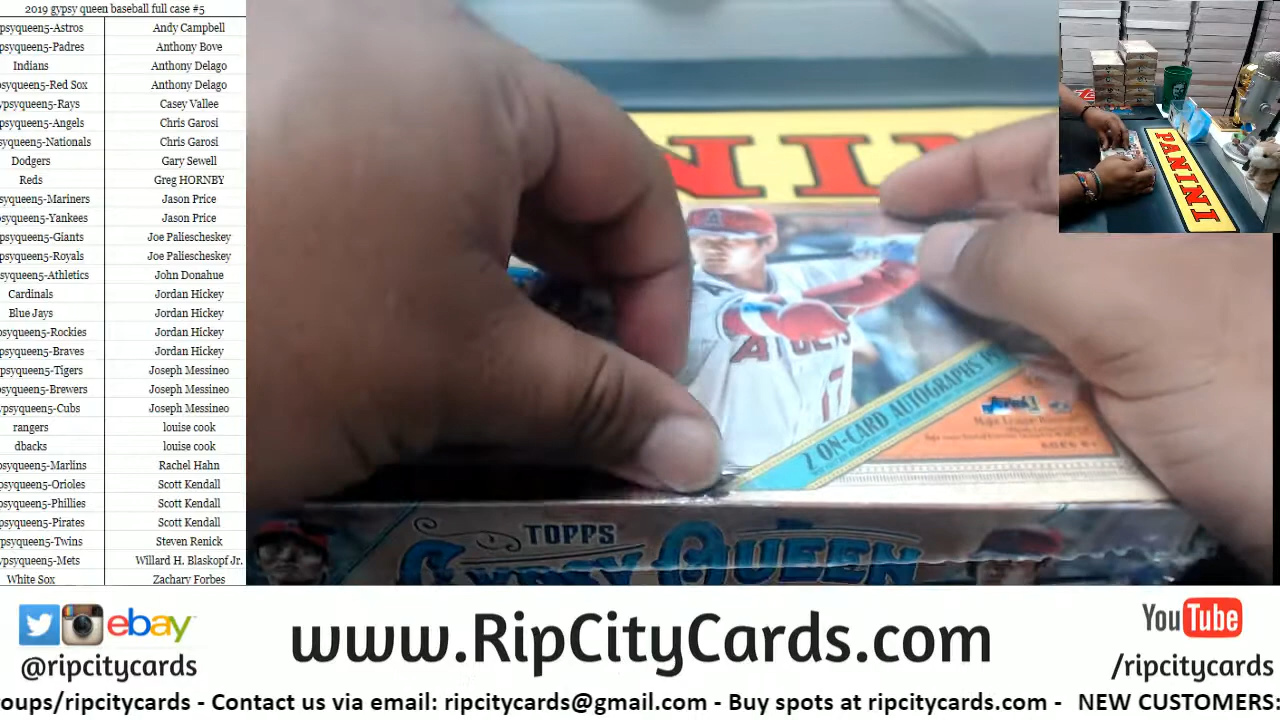 2019 gypsy queen baseball full case #5
psyqueen5-Astros Andy Campbell
psyqueen5-Padres Anthony Bove
Indians Anthony Delago
psyqueen5-Red Sox Anthony Delago
ypsyqueen5-Rays Casey Vallee
psyqueen5-Angels Chris Garosi
psyqueen5-Nationals Chris Garosi
Dodgers Gary Sewell
Reds Greg HORNBY
psyqueen5-Mariners Jason Price
psyqueen5-Yankees Jason Price
psyqueen5-Giants Joe Paliescheskey
psyqueen5-Royals Joe Paliescheskey
psyqueen5-Athletics John Donahue
Cardinals Jordan Hickey
Blue Jays Jordan Hickey
psyqueen5-Rockies Jordan Hickey
psyqueen5-Braves Jordan Hickey
psyqueen5-Tigers Joseph Messineo
psyqueen5-Brewers Joseph Messineo
ypsyqueen5-Cubs Joseph Messineo
rangers louise cook
dbacks louise cook
psyqueen5-Marlins Rachel Hahn
psyqueen5-Orioles Scott Kendall
psyqueen5-Phillies Scott Kendall
psyqueen5-Pirates Scott Kendall
psyqueen5-Twins Steven Renick
ypsyqueen5-Mets Willard H. Blaskopf Jr.
White Sox Zachary Forbes
NINI
PANINI
A
17
2 ON-CARD AUTOGRAPHS
TOPPS
GYPSY QUEEN
ebay
@ripcitycards
www.RipCityCards.com
YouTube
/ripcitycards
roups/ripcitycards - Contact us via email: ripcitycards@gmail.com - Buy spots at ripcitycards.com - NEW CUSTOMERS: